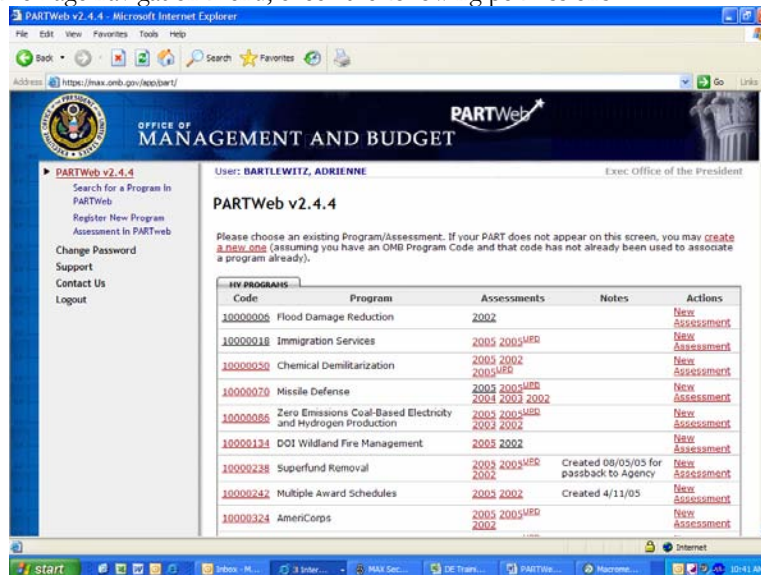 PARTWeb v2.4.4 - Microsoft Internet Explorer
File Edit View Favorites Tools Help
Back Search Favorites
Address https://max.omb.gov/app/part/ Go Links
OFFICE OF
MANAGEMENT AND BUDGET
PARTWeb
PARTWeb v2.4.4
Search for a Program in
PARTWeb
Register New Program
Assessment in PARTweb
Change Password
Support
Contact Us
Logout
User: BARTLEWITZ, ADRIENNE Exec Office of the President
PARTWeb v2.4.4
Please choose an existing Program/Assessment. If your PART does not appear on this screen, you may create
a new one (assuming you have an OMB Program Code and that code has not already been used to associate
a program already).
MY PROGRAMS
Code Program Assessments Notes Actions
10000006 Flood Damage Reduction 2002 New
Assessment
10000018 Immigration Services 2005 2005UPD New
Assessment
10000050 Chemical Demilitarization 2005 2002
2005UPD New
Assessment
10000070 Missile Defense 2005 2005UPD
2004 2003 2002 New
Assessment
10000086 Zero Emissions Coal-Based Electricity
and Hydrogen Production 2005 2005UPD
2003 2002 New
Assessment
10000134 DOI Wildland Fire Management 2005 2002 New
Assessment
10000238 Superfund Removal 2005 2005UPD
2002 Created 08/05/05 for
passback to Agency New
Assessment
10000242 Multiple Award Schedules 2005 2002 Created 4/11/05 New
Assessment
10000324 AmeriCorps 2005 2005UPD
2002 New
Assessment
Internet
start Inbox - M... 3 Inter... MAX Sec... DE Traini... PARTWe... Macrome... 10:41 AM